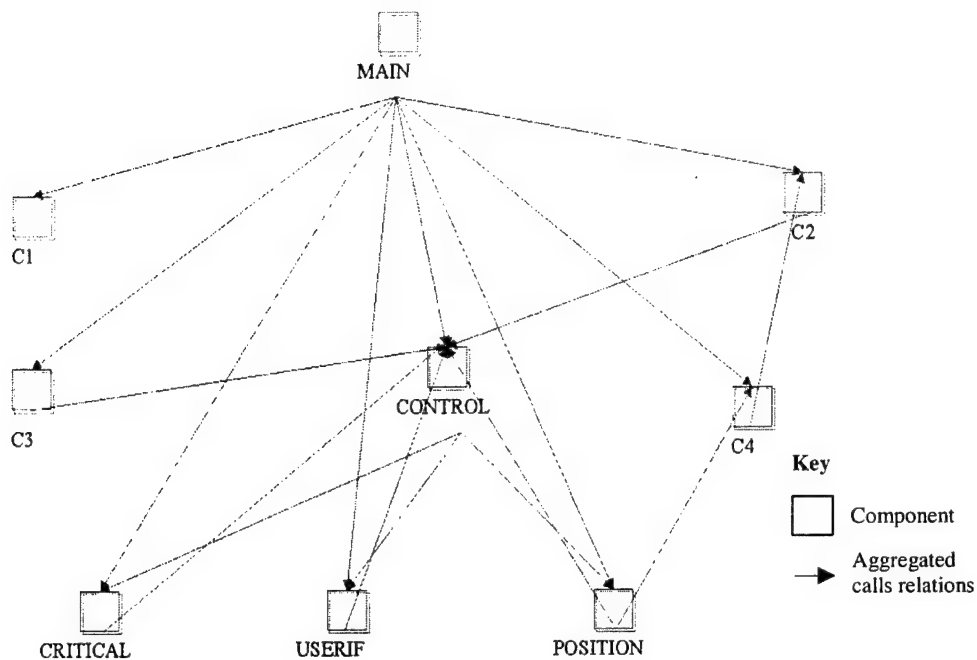 MAIN
C1
C2
C3
CONTROL
C4
Key
Component
Aggregated
calls relations
CRITICAL
USERIF
POSITION